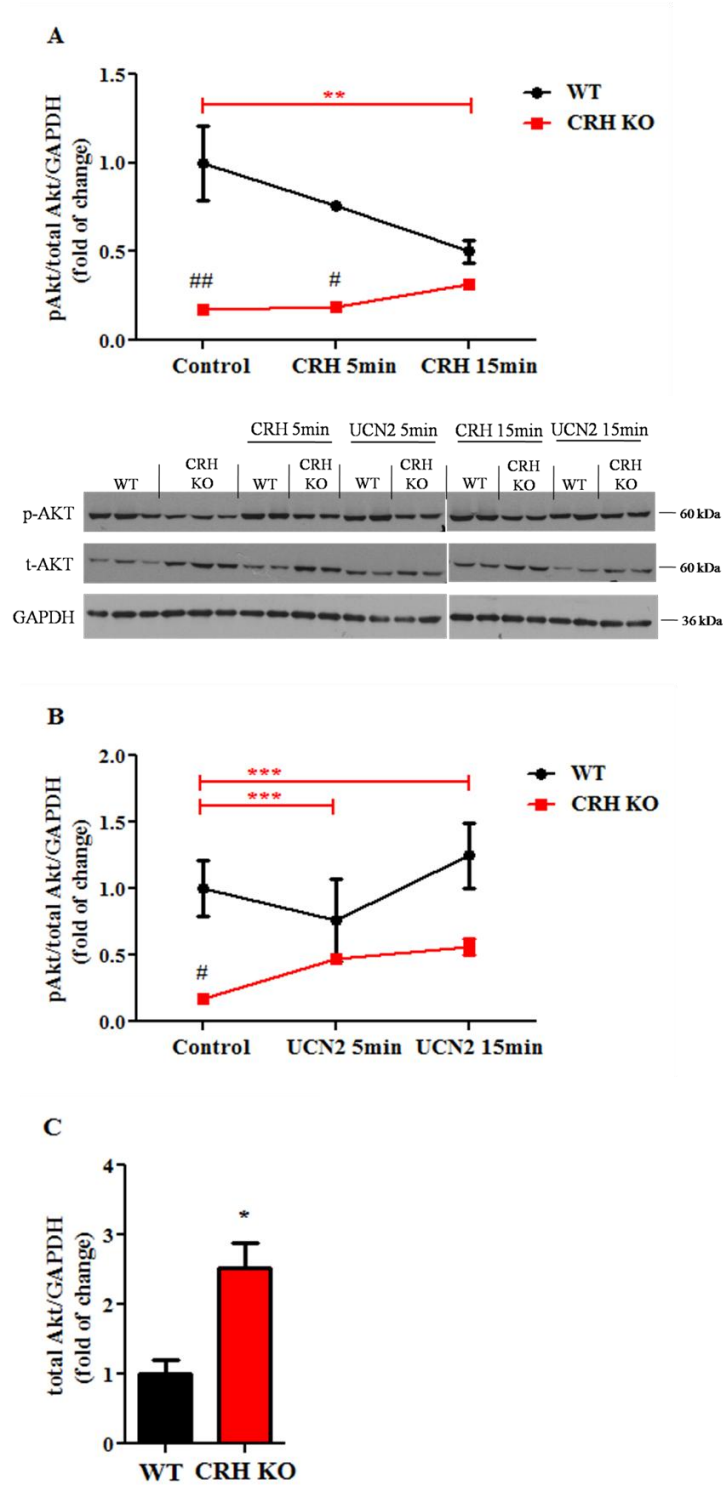 A
pAkt/total Akt/GAPDH
(fold of change)
1.5
1.0
0.5
0.0
**
##
#
WT
CRH KO
Control CRH 5min CRH 15min
CRH 5min UCN2 5min CRH 15min UCN2 15min
WT CRH KO WT CRH KO WT CRH KO WT CRH KO WT CRH KO
p-AKT 60 kDa
t-AKT 60 kDa
GAPDH 36 kDa
B
pAkt/total Akt/GAPDH
(fold of change)
2.0
1.5
1.0
0.5
0.0
***
***
#
WT
CRH KO
Control UCN2 5min UCN2 15min
C
total Akt/GAPDH
(fold of change)
4
3
2
1
0
*
WT CRH KO